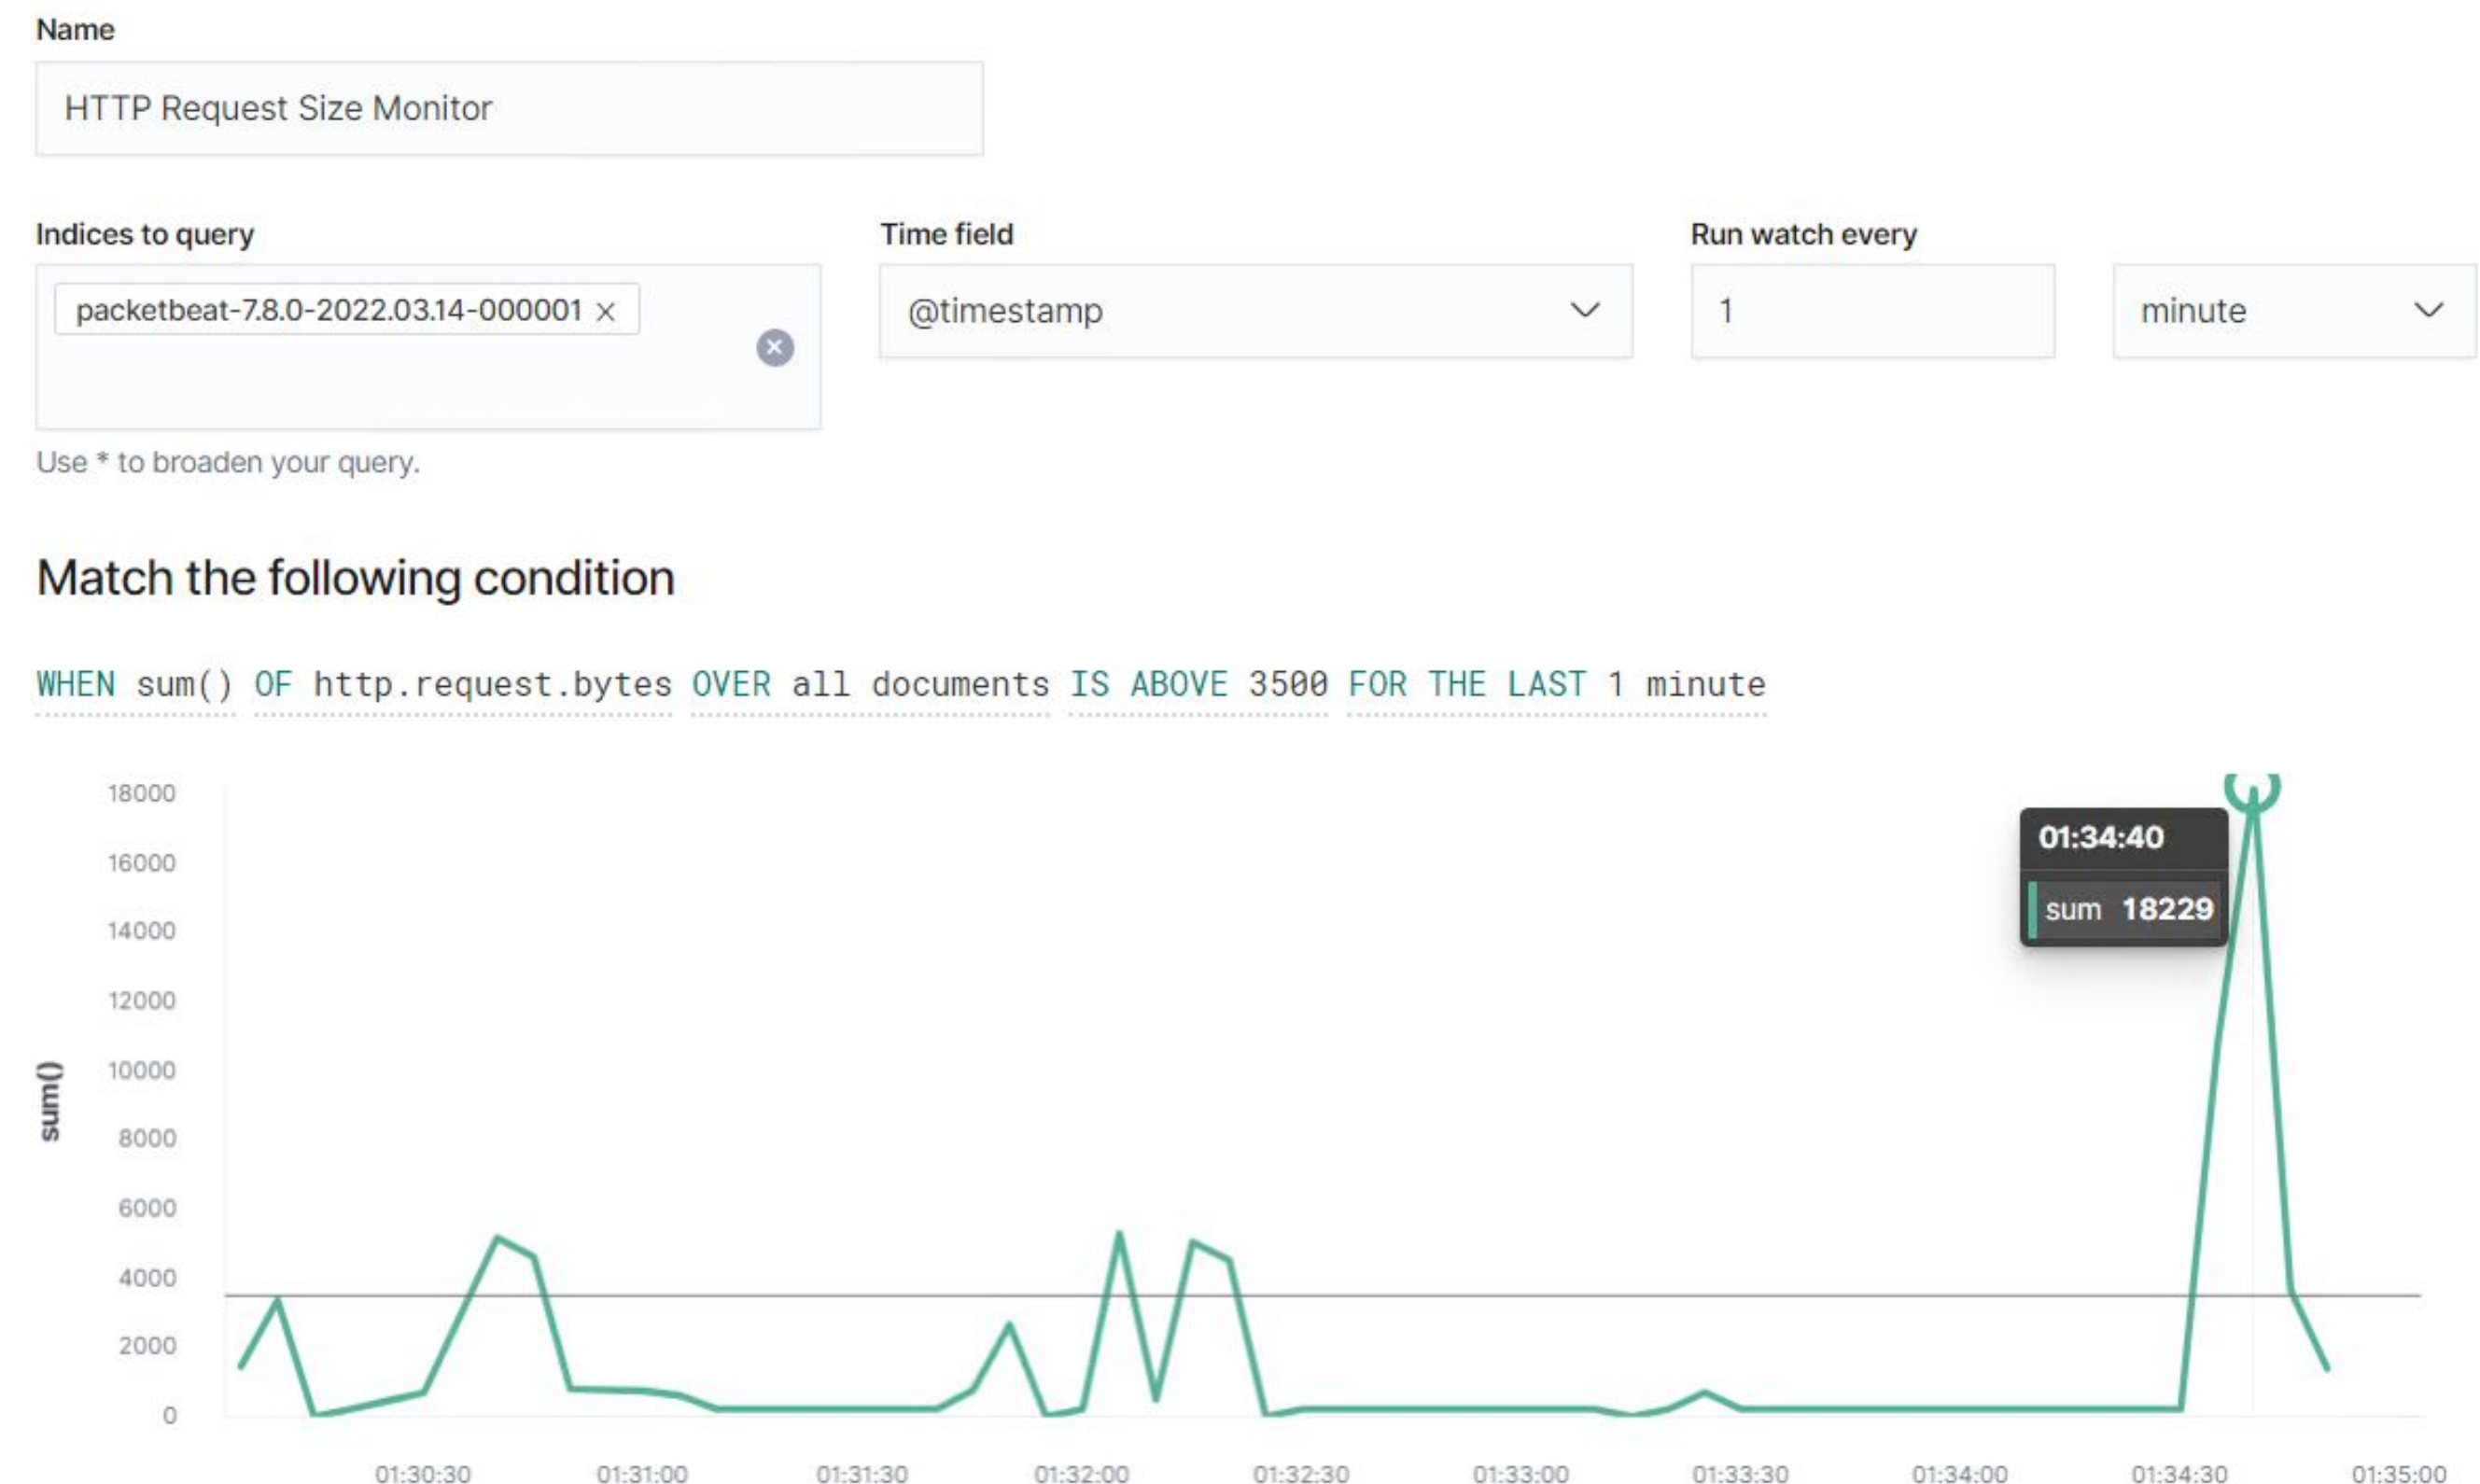 Name
HTTP Request Size Monitor
Indices to query
Time field
Run watch every
packetbeat-7.8.0-2022.03.14-000001 ×
@timestamp
1
minute
Use * to broaden your query.
Match the following condition
WHEN sum() OF http.request.bytes OVER all documents IS ABOVE 3500 FOR THE LAST 1 minute
18000
16000
14000
12000
10000
8000
6000
4000
2000
0
sum()
01:34:40
sum 18229
01:30:30
01:31:00
01:31:30
01:32:00
01:32:30
01:33:00
01:33:30
01:34:00
01:34:30
01:35:00